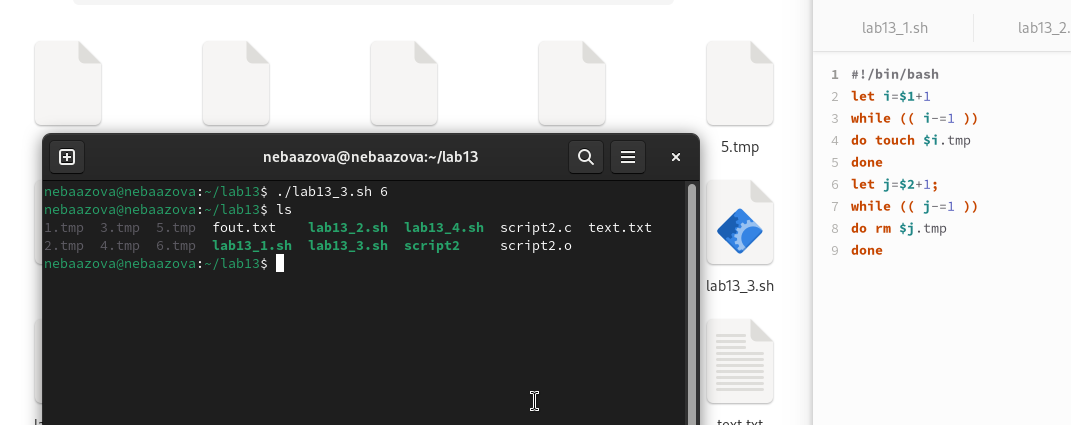 lab13_1.sh lab13_2.
1 #!/bin/bash
2 let i=$1+1
3 while (( i-=1 ))
4 do touch $i.tmp
5 done
6 let j=$2+1;
7 while (( j-=1 ))
8 do rm $j.tmp
9 done
5.tmp
lab13_3.sh
text.txt
nebaazova@nebaazova:~/lab13
nebaazova@nebaazova:~/lab13$ ./lab13_3.sh 6
nebaazova@nebaazova:~/lab13$ ls
1.tmp 3.tmp 5.tmp fout.txt lab13_2.sh lab13_4.sh script2.c text.txt
2.tmp 4.tmp 6.tmp lab13_1.sh lab13_3.sh script2 script2.o
nebaazova@nebaazova:~/lab13$